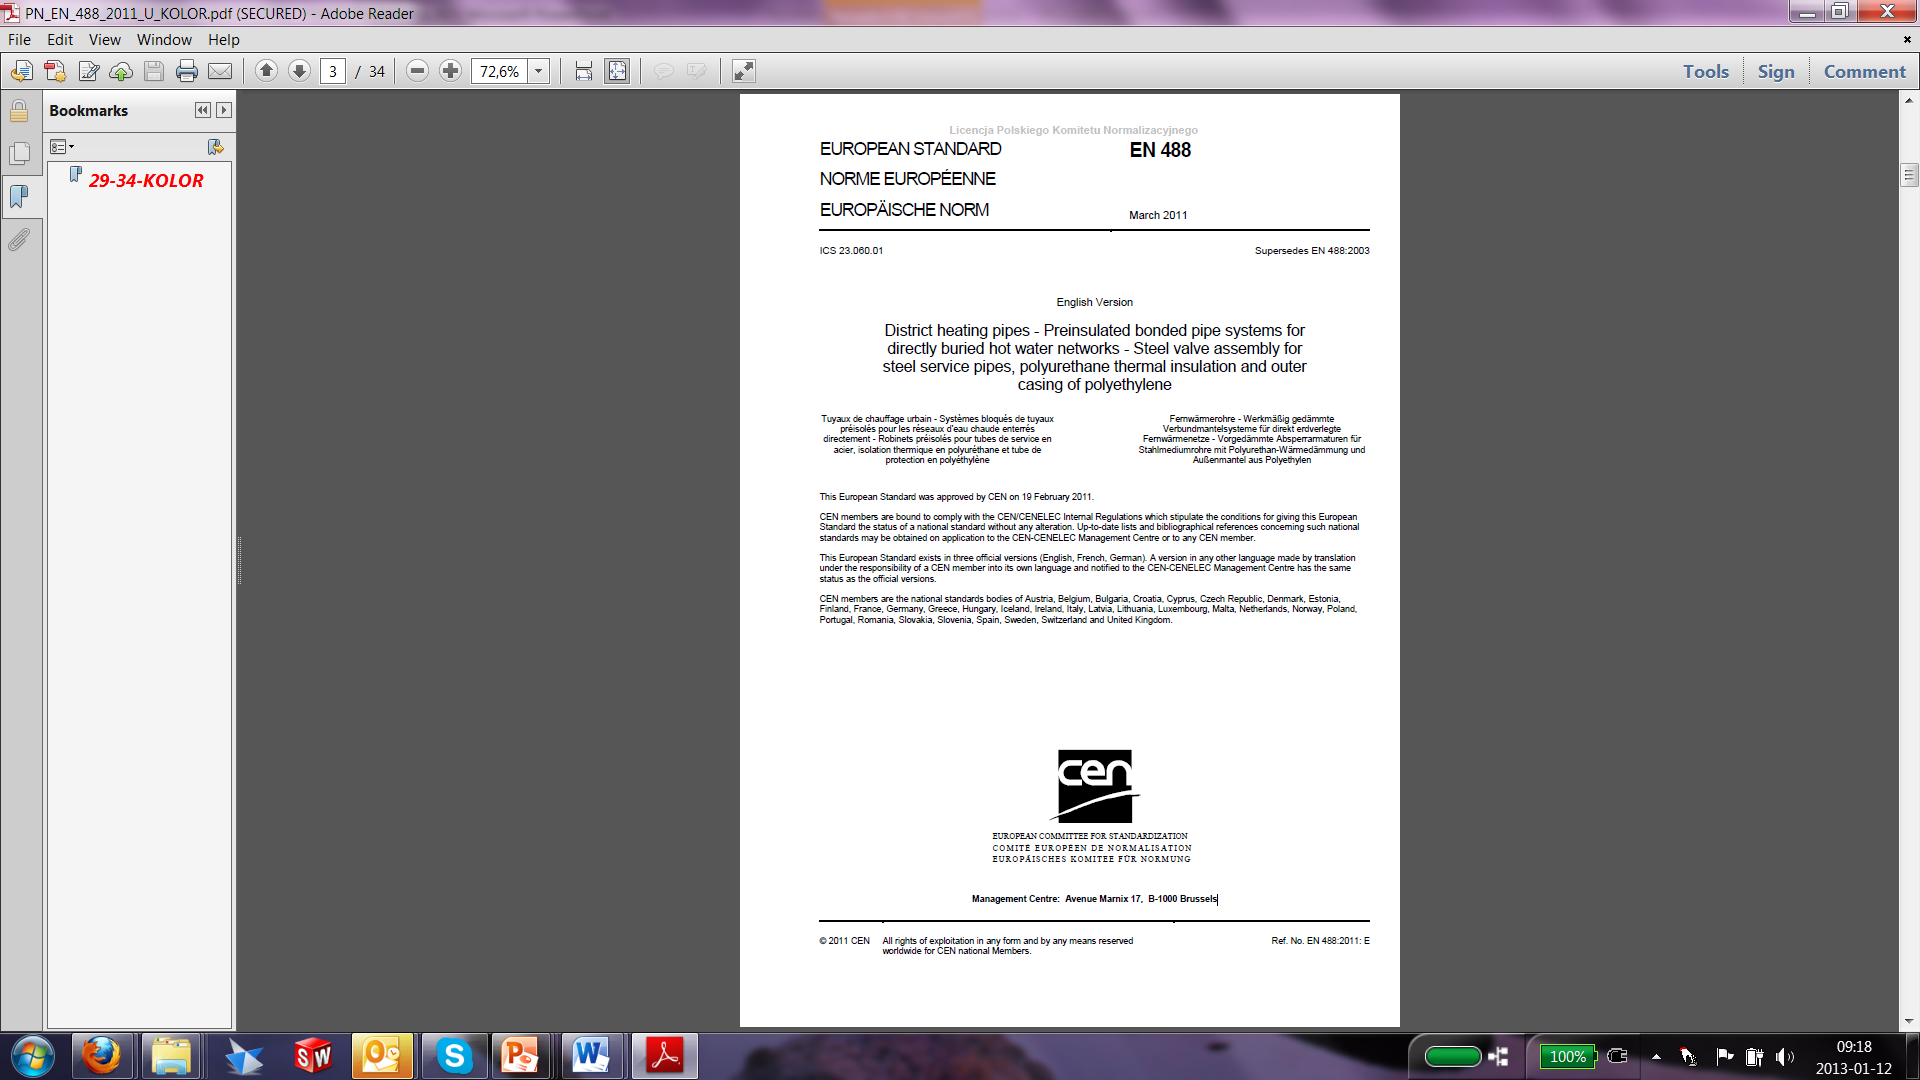 PN_EN_488_2011_U_KOLOR.pdf (SECURED) - Adobe Reader
File Edit View Window Help
3 / 34
72,6%
Tools Sign Comment
Bookmarks
29-34-KOLOR
Licencja Polskiego Komitetu Normalizacyjnego
EUROPEAN STANDARD
EN 488
NORME EUROPÉENNE
EUROPÄISCHE NORM
March 2011
ICS 23.060.01
Supersedes EN 488:2003
English Version
District heating pipes - Preinsulated bonded pipe systems for
directly buried hot water networks - Steel valve assembly for
steel service pipes, polyurethane thermal insulation and outer
casing of polyethylene
Tuyaux de chauffage urbain - Systèmes bloqués de tuyaux
préisolés pour les réseaux d'eau chaude enterrés
directement - Robinets préisolés pour tubes de service en
acier, isolation thermique en polyuréthane et tube de
protection en polyéthylène
Fernwärmerohre - Werkmäßig gedämmte
Verbundmantelsysteme für direkt erdverlegte
Fernwärmenetze - Vorgedämmte Absperrarmaturen für
Stahlmediumrohre mit Polyurethan-Wärmedämmung und
Außenmantel aus Polyethylen
This European Standard was approved by CEN on 19 February 2011.
CEN members are bound to comply with the CEN/CENELEC Internal Regulations which stipulate the conditions for giving this European
Standard the status of a national standard without any alteration. Up-to-date lists and bibliographical references concerning such national
standards may be obtained on application to the CEN-CENELEC Management Centre or to any CEN member.
This European Standard exists in three official versions (English, French, German). A version in any other language made by translation
under the responsibility of a CEN member into its own language and notified to the CEN-CENELEC Management Centre has the same
status as the official versions.
CEN members are the national standards bodies of Austria, Belgium, Bulgaria, Croatia, Cyprus, Czech Republic, Denmark, Estonia,
Finland, France, Germany, Greece, Hungary, Iceland, Ireland, Italy, Latvia, Lithuania, Luxembourg, Malta, Netherlands, Norway, Poland,
Portugal, Romania, Slovakia, Slovenia, Spain, Sweden, Switzerland and United Kingdom.
cen
EUROPEAN COMMITTEE FOR STANDARDIZATION
COMITÉ EUROPÉEN DE NORMALISATION
EUROPÄISCHES KOMITEE FÜR NORMUNG
Management Centre: Avenue Marnix 17, B-1000 Brussels
© 2011 CEN
All rights of exploitation in any form and by any means reserved
worldwide for CEN national Members.
Ref. No. EN 488:2011: E
SW
100%
09:18
2013-01-12